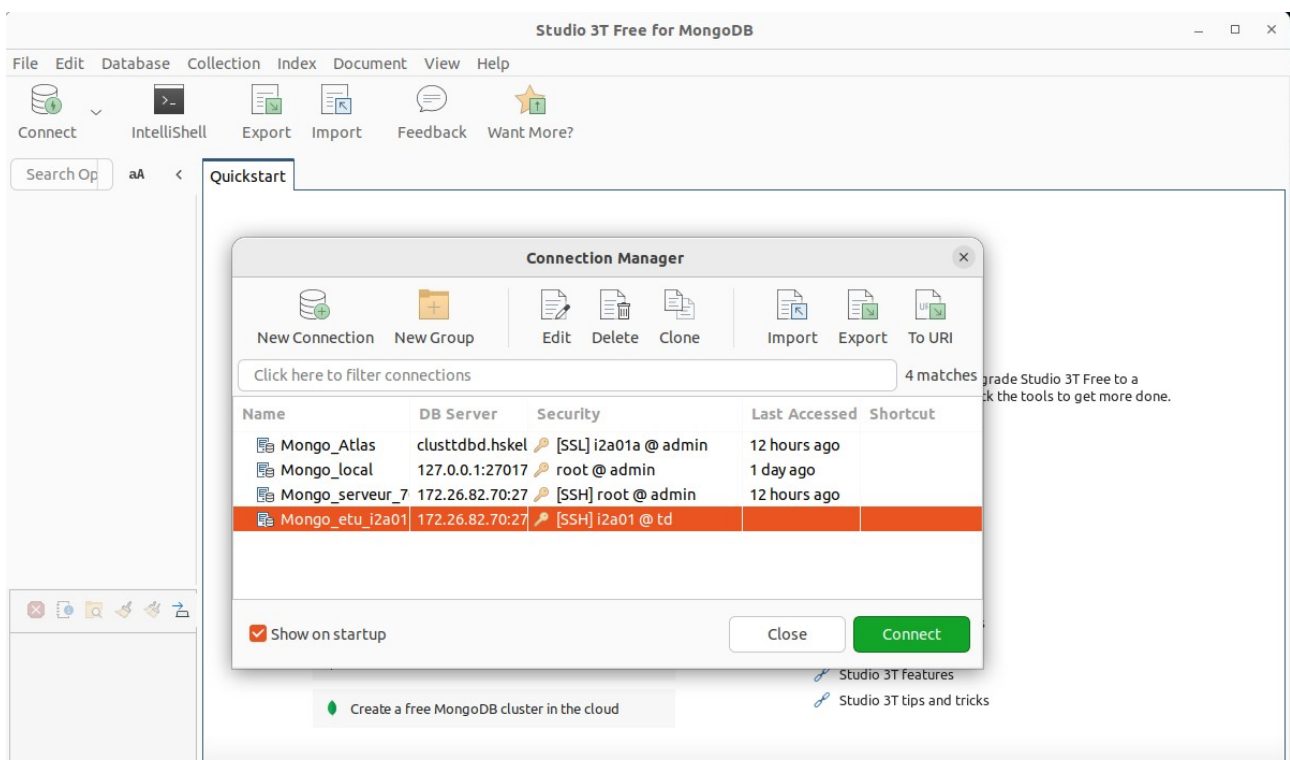 Studio 3T Free for MongoDB
File Edit Database Collection Index Document View Help
Connect IntelliShell Export Import Feedback Want More?
Search Op aA Quickstart
Connection Manager
New Connection New Group Edit Delete Clone Import Export To URI
Click here to filter connections 4 matches
grade Studio 3T Free to a
ck the tools to get more done.
Name DB Server Security Last Accessed Shortcut
Mongo_Atlas clusttdbd.hskel [SSL] i2a01a @ admin 12 hours ago
Mongo_local 127.0.0.1:27017 root @ admin 1 day ago
Mongo_serveur_7 172.26.82.70:27 [SSH] root @ admin 12 hours ago
Mongo_etu_i2a01 172.26.82.70:27 [SSH] i2a01 @ td
Show on startup Close Connect
Studio 3T features
Create a free MongoDB cluster in the cloud Studio 3T tips and tricks